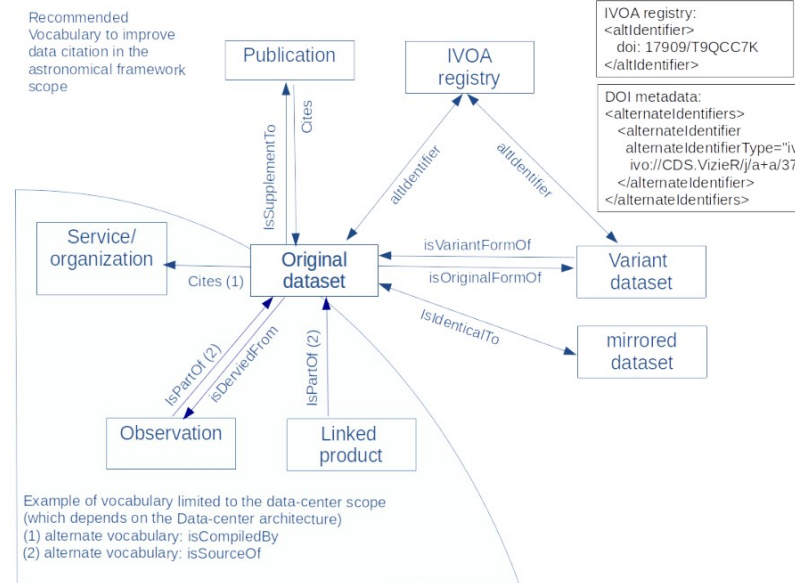 Recommended
Vocabulary to improve
data citation in the
astronomical framework
scope
Publication
IVOA
registry
IVOA registry:
<altIdentifier>
doi: 17909/T9QCC7K
</altIdentifier>
DOI metadata:
<alternateIdentifiers>
<alternateIdentifier
alternateIdentifierType="iv
ivo://CDS.VizieR/j/a+a/37
</alternateIdentifier>
</alternateIdentifiers>
IsSupplementTo
Cites
altIdentifier
altIdentifier
Service/
organization
Cites (1)
Original
dataset
isVariantFormOf
isOriginalFormOf
Variant
dataset
IsIdenticalTo
mirrored
dataset
IsPartOf (2)
isDerviedFrom
IsPartOf (2)
Observation
Linked
product
Example of vocabulary limited to the data-center scope
(which depends on the Data-center architecture)
(1) alternate vocabulary: isCompiledBy
(2) alternate vocabulary: isSourceOf